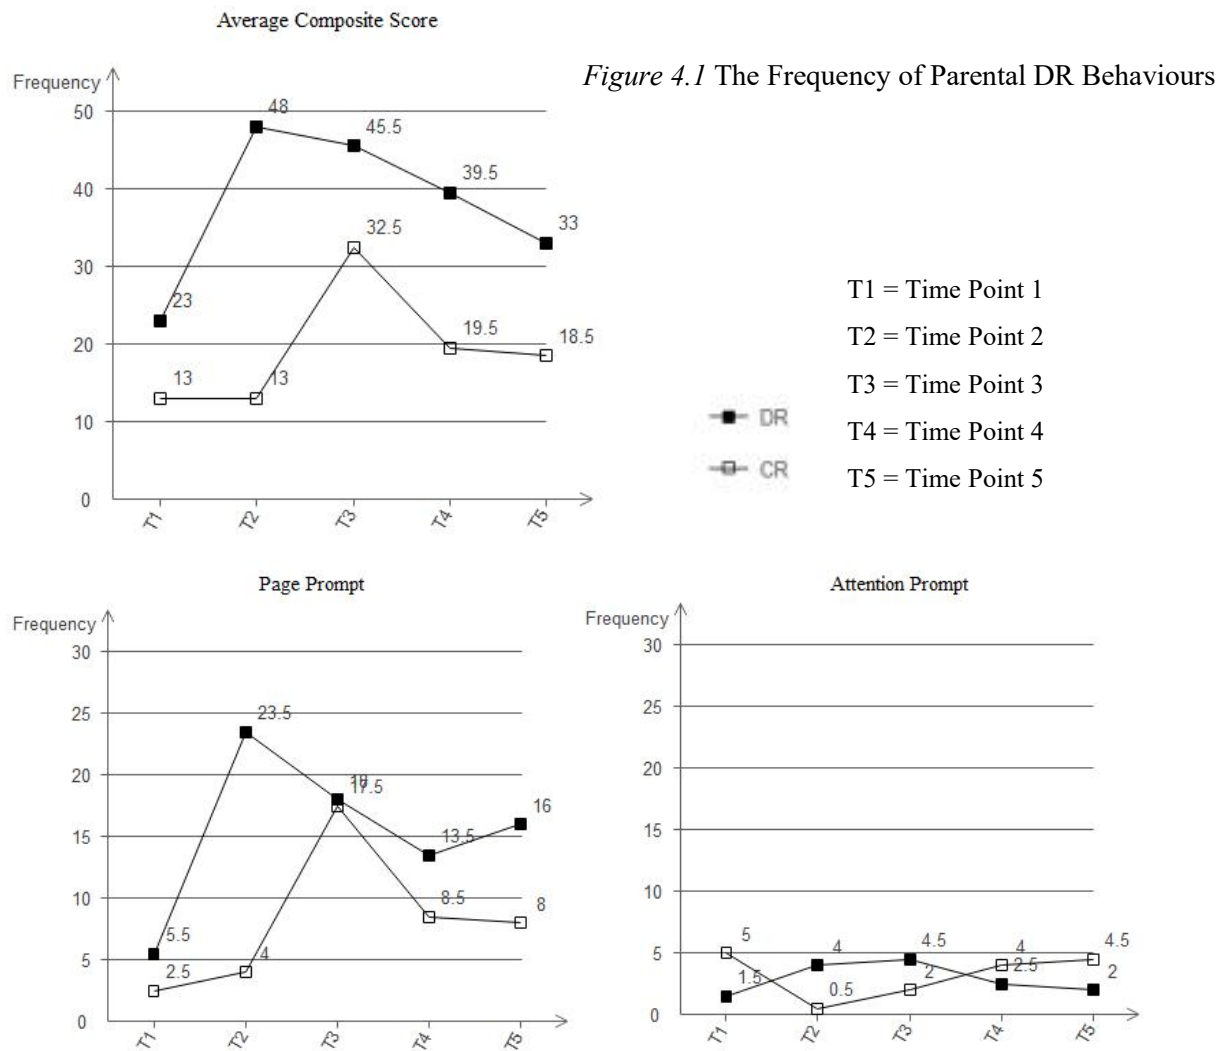 Average Composite Score
Figure 4.1 The Frequency of Parental DR Behaviours
Frequency
50
40
30
20
10
0
48
45.5
39.5
33
32.5
23
19.5
18.5
13
13
T1
T2
T3
T4
T5
T1 = Time Point 1
T2 = Time Point 2
T3 = Time Point 3
T4 = Time Point 4
T5 = Time Point 5
DR
CR
Page Prompt
Frequency
30
25
20
15
10
5
0
23.5
18
17.5
16
13.5
8.5
8
5.5
4
2.5
T1
T2
T3
T4
T5
Attention Prompt
Frequency
30
25
20
15
10
5
0
5
4
4.5
4
4.5
1.5
0.5
2
2.5
2
T1
T2
T3
T4
T5